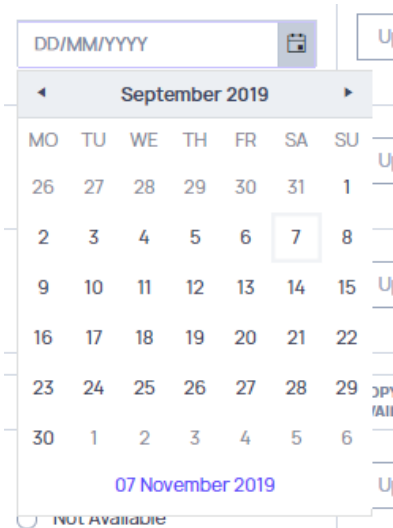 DD/MM/YYYY
September 2019
MO TU WE TH FR SA SU
26 27 28 29 30 31 1
2 3 4 5 6 7 8
9 10 11 12 13 14 15
16 17 18 19 20 21 22
23 24 25 26 27 28 29
30 1 2 3 4 5 6
07 November 2019
Not Available